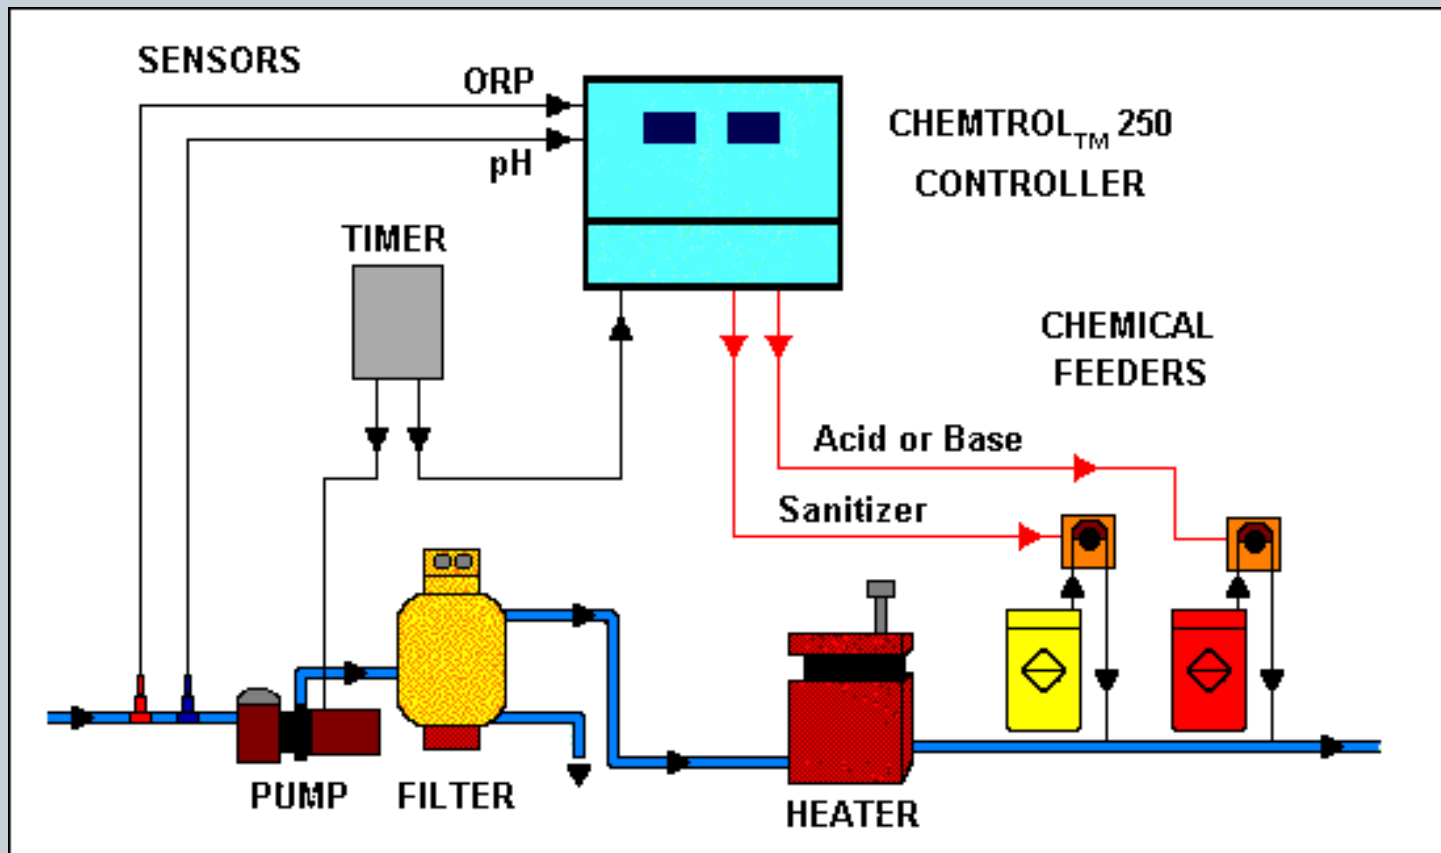 SENSORS
ORP
pH
CHEMTROL™ 250
CONTROLLER
TIMER
CHEMICAL
FEEDERS
Acid or Base
Sanitizer
PUMP
FILTER
HEATER